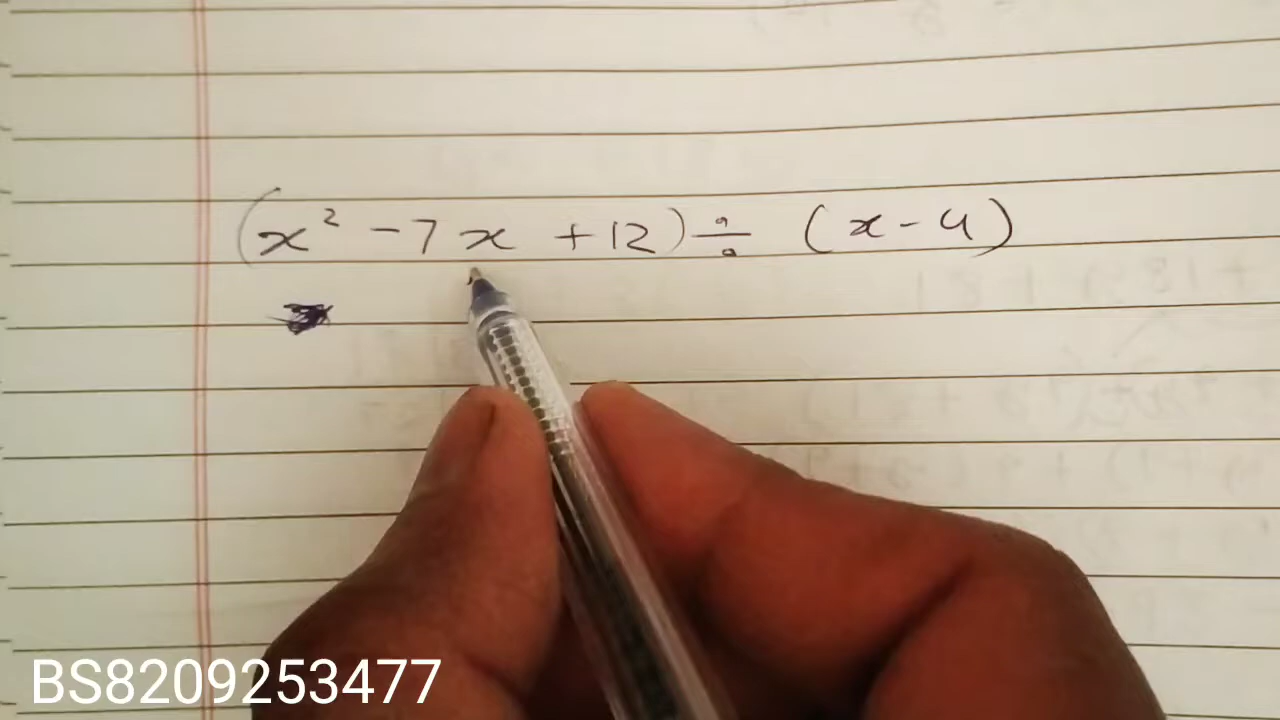 (x² - 7x + 12) ÷ (x - 4)
BS8209253477